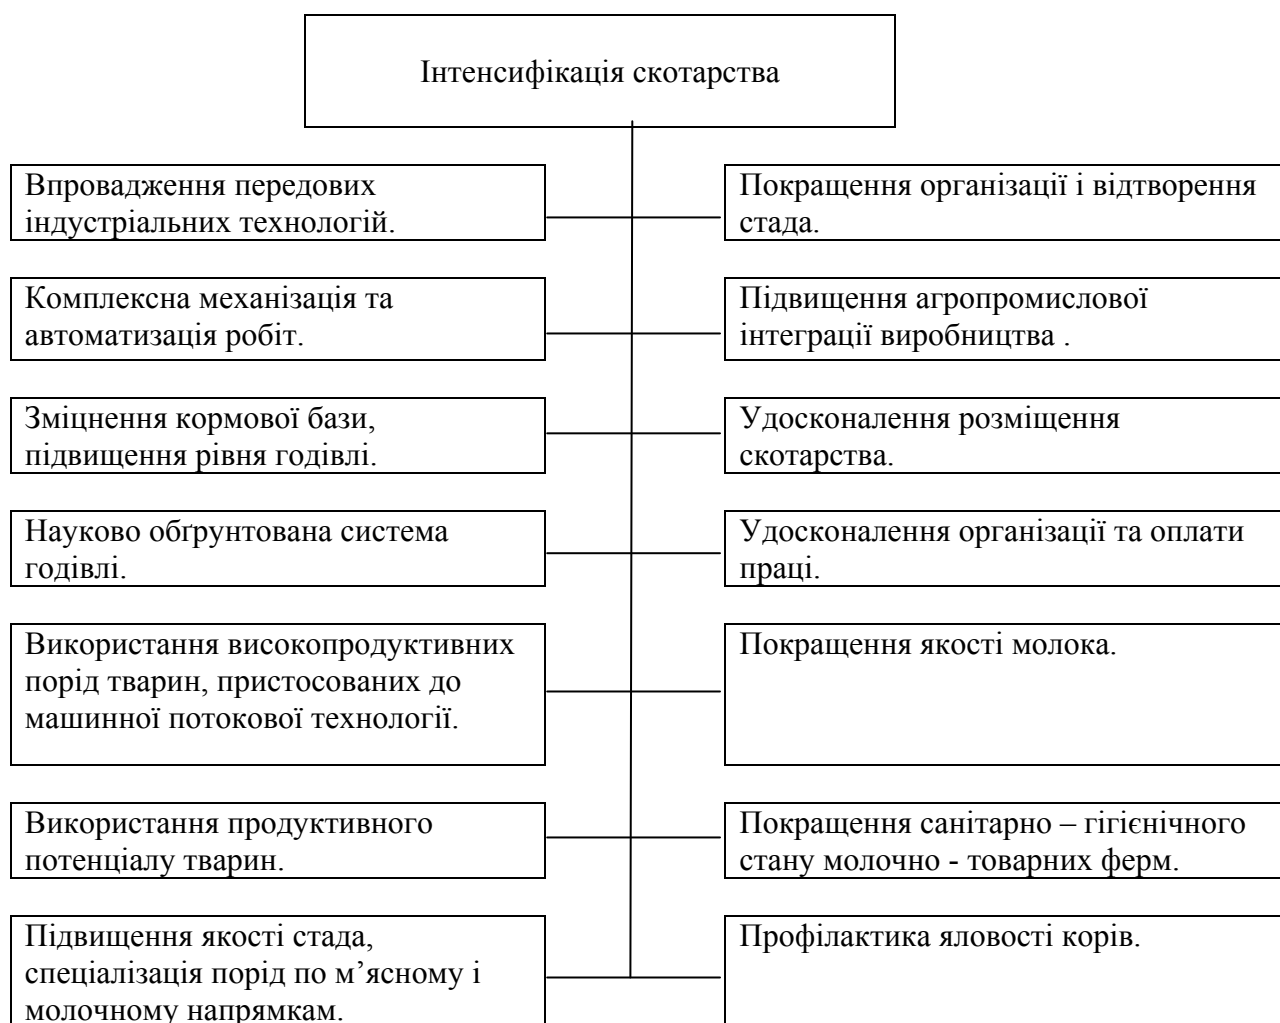 Інтенсифікація скотарства
Впровадження передових
індустріальних технологій.
Покращення організації і відтворення
стада.
Комплексна механізація та
автоматизація робіт.
Підвищення агропромислової
інтеграції виробництва .
Зміцнення кормової бази,
підвищення рівня годівлі.
Удосконалення розміщення
скотарства.
Науково обґрунтована система
годівлі.
Удосконалення організації та оплати
праці.
Використання високопродуктивних
порід тварин, пристосованих до
машинної потокової технології.
Покращення якості молока.
Використання продуктивного
потенціалу тварин.
Покращення санітарно – гігієнічного
стану молочно - товарних ферм.
Підвищення якості стада,
спеціалізація порід по м’ясному і
молочному напрямкам.
Профілактика яловості корів.